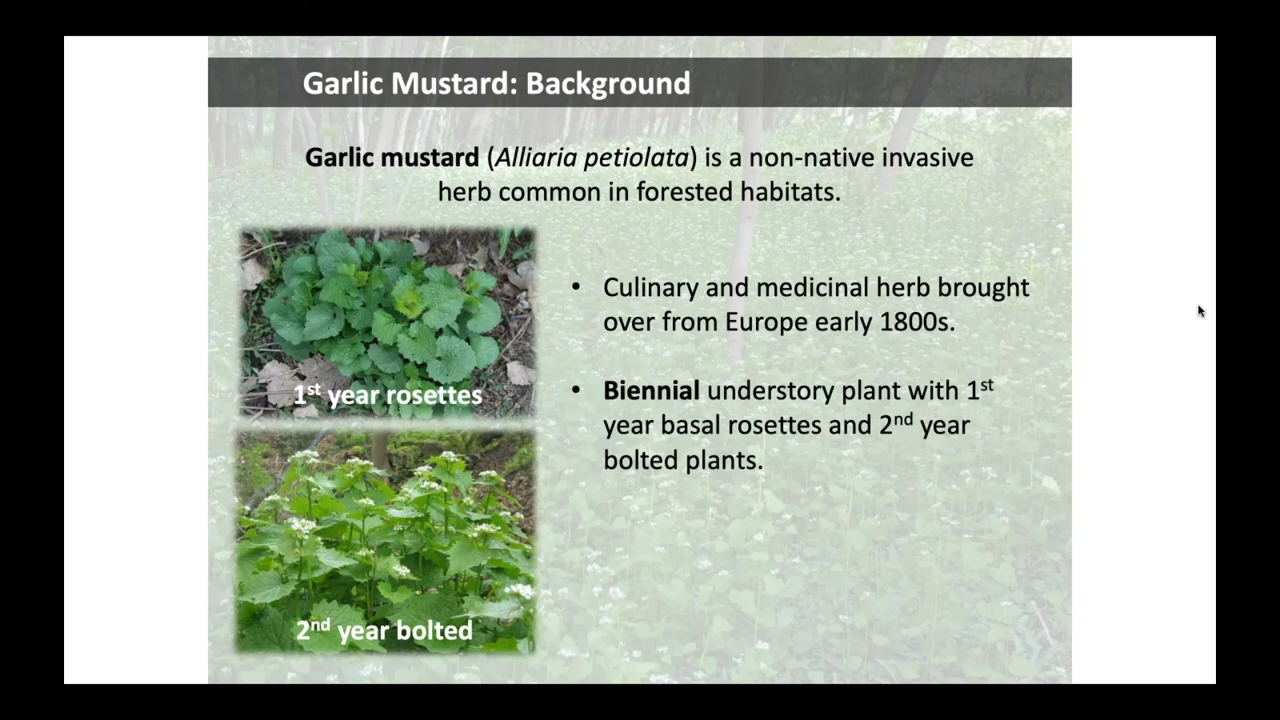 Garlic Mustard: Background
Garlic mustard (Alliaria petiolata) is a non-native invasive
herb common in forested habitats.
1st year rosettes
• Culinary and medicinal herb brought
over from Europe early 1800s.
• Biennial understory plant with 1st
year basal rosettes and 2nd year
bolted plants.
2nd year bolted